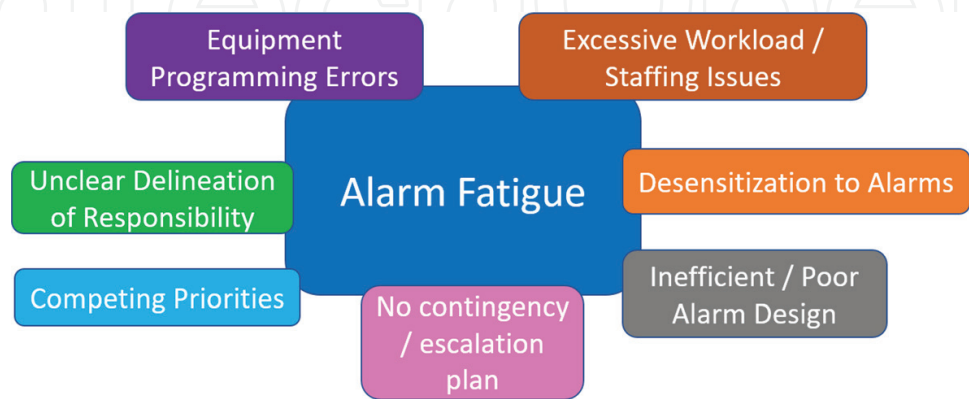 Equipment
Programming Errors
Excessive Workload /
Staffing Issues
Unclear Delineation
of Responsibility
Alarm Fatigue
Desensitization to Alarms
Competing Priorities
No contingency
/ escalation
plan
Inefficient / Poor
Alarm Design